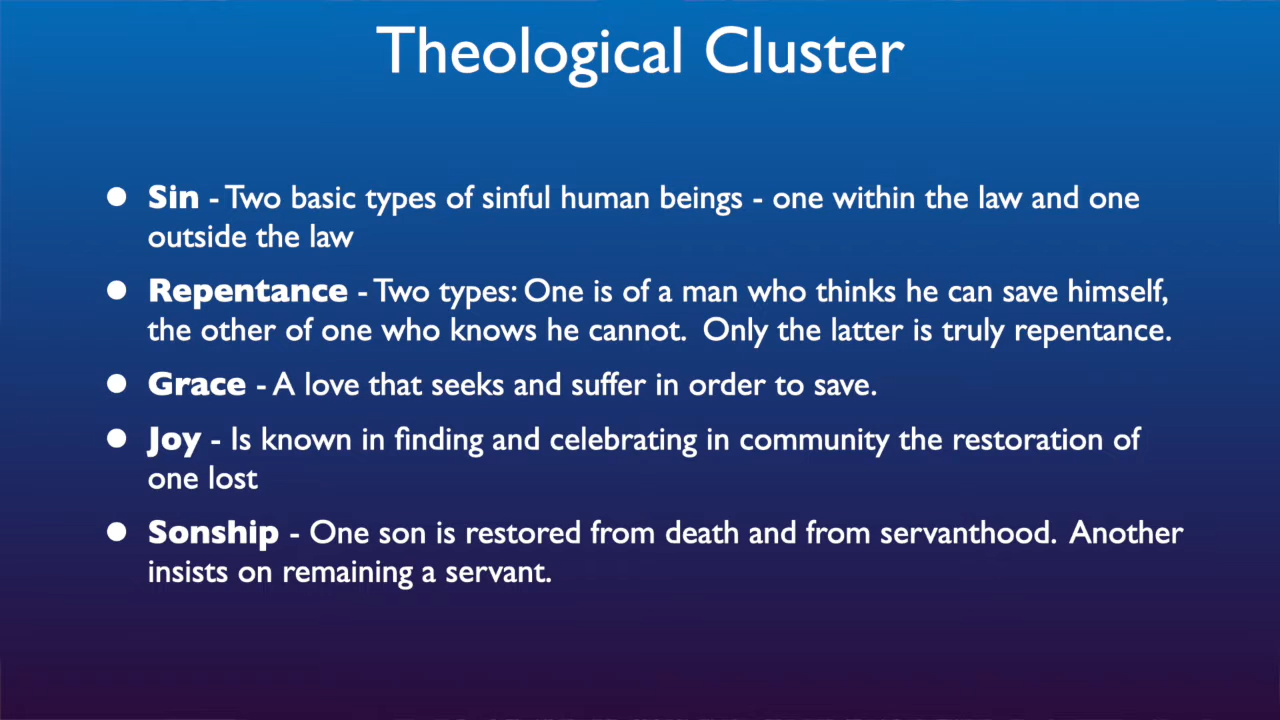 Theological Cluster
● Sin - Two basic types of sinful human beings - one within the law and one
outside the law
● Repentance - Two types: One is of a man who thinks he can save himself,
the other of one who knows he cannot.  Only the latter is truly repentance.
● Grace - A love that seeks and suffer in order to save.
● Joy - Is known in finding and celebrating in community the restoration of
one lost
● Sonship - One son is restored from death and from servanthood.  Another
insists on remaining a servant.